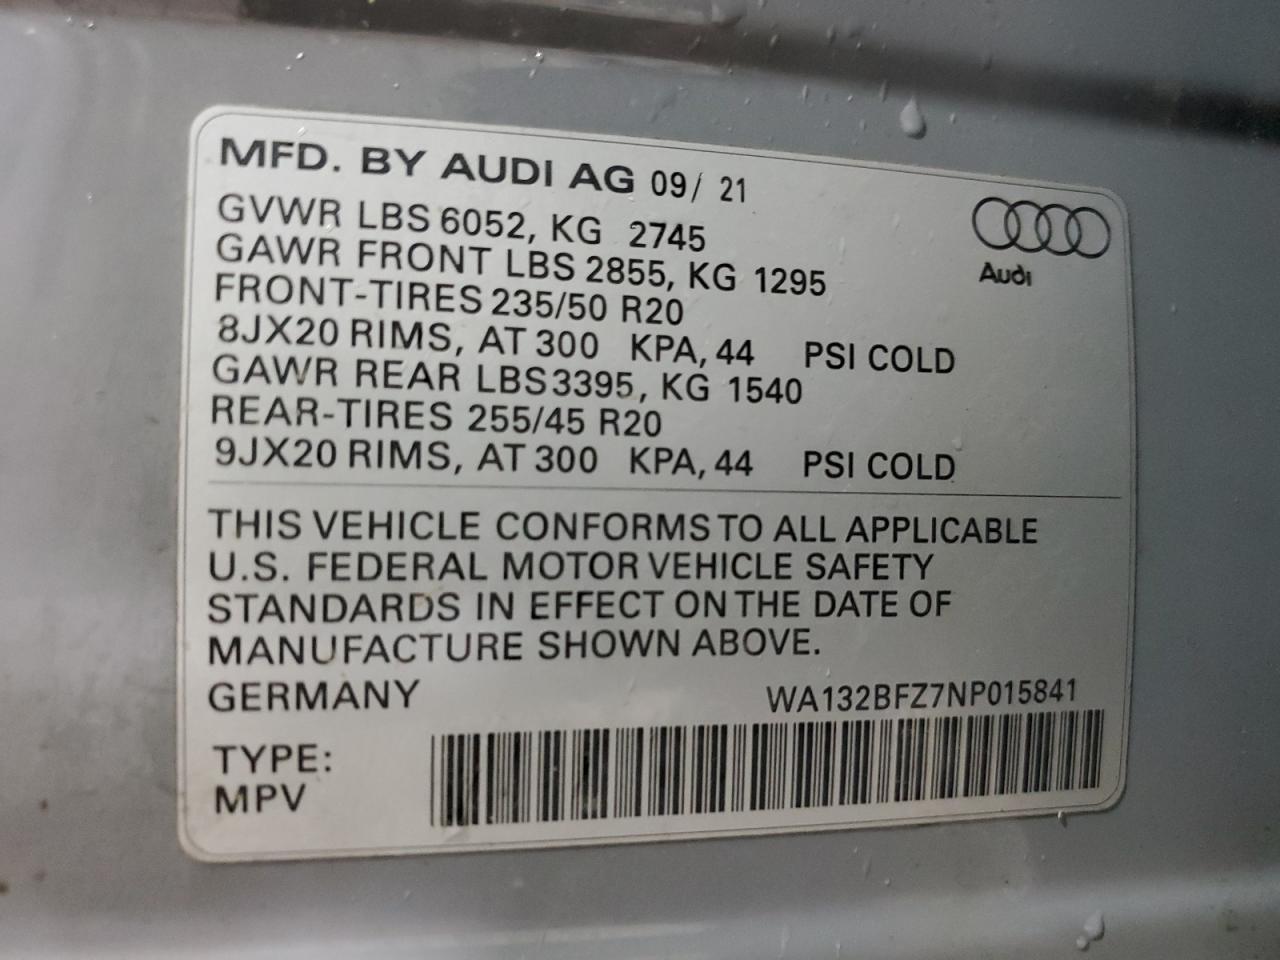 MFD. BY AUDI AG 09/ 21
GVWR LBS 6052, KG 2745
GAWR FRONT LBS 2855, KG 1295
FRONT-TIRES 235/50 R20
8JX20 RIMS, AT 300 KPA, 44 PSI COLD
GAWR REAR LBS3395, KG 1540
REAR-TIRES 255/45 R20
9JX20 RIMS, AT 300 KPA, 44 PSI COLD
Audi
THIS VEHICLE CONFORMS TO ALL APPLICABLE
U.S. FEDERAL MOTOR VEHICLE SAFETY
STANDARDS IN EFFECT ON THE DATE OF
MANUFACTURE SHOWN ABOVE.
GERMANY WA132BFZ7NP015841
TYPE:
MPV